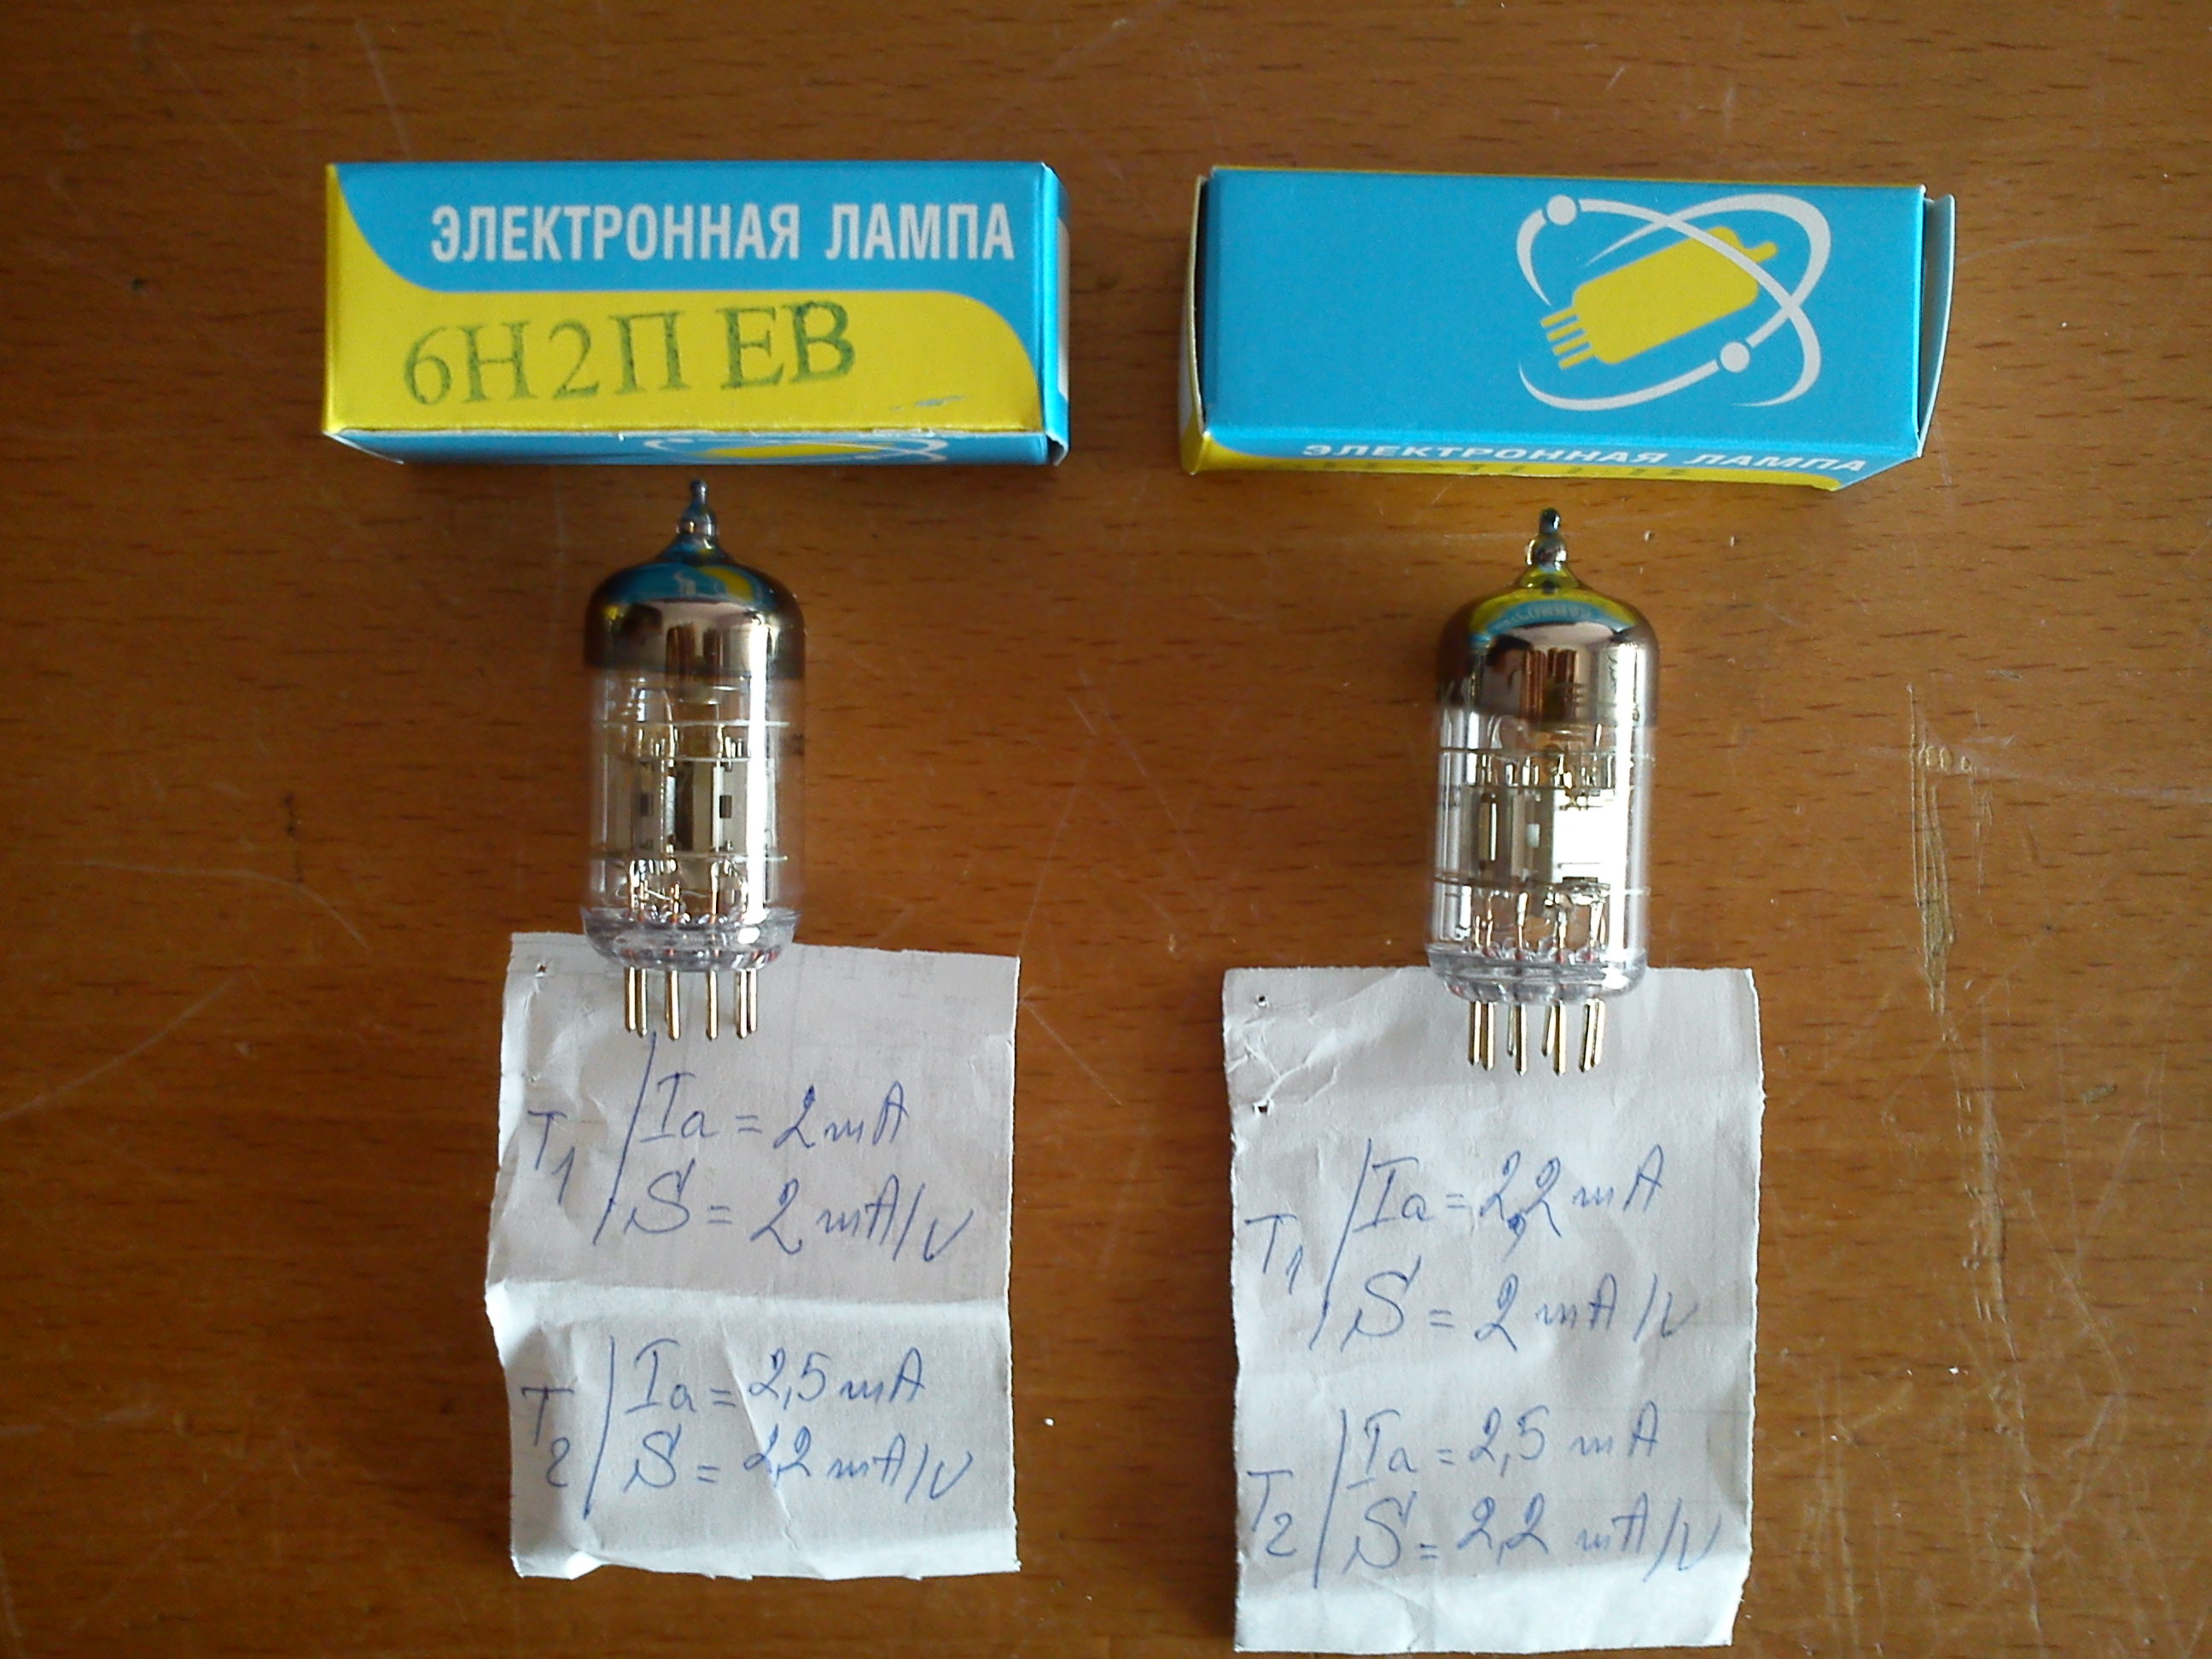 ЭЛЕКТРОННАЯ ЛАМПА
6Н2П ЕВ
ЭЛЕКТРОННАЯ ЛАМПА
T1
Ia = 2 mA
S = 2 mA/V
T2
Ia = 2,5 mA
S = 2,2 mA/V
T1
Ia = 2,2 mA
S = 2 mA/V
T2
Ia = 2,5 mA
S = 2,2 mA/V